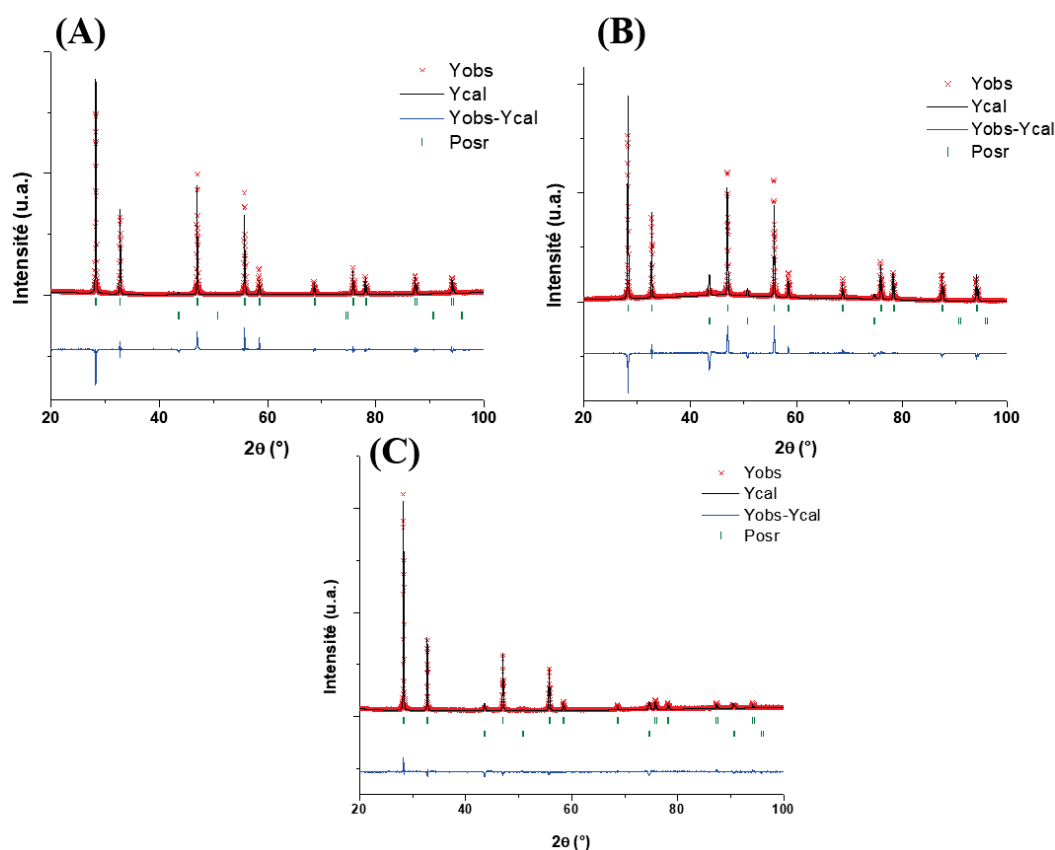 (A)
Yobs
Ycal
Yobs-Ycal
Posr
Intensité (u.a.)
20 40 60 80 100
2θ (°)
(B)
Yobs
Ycal
Yobs-Ycal
Posr
Intensité (u.a.)
20 40 60 80 100
2θ (°)
(C)
Yobs
Ycal
Yobs-Ycal
Posr
Intensité (u.a.)
20 40 60 80 100
2θ (°)